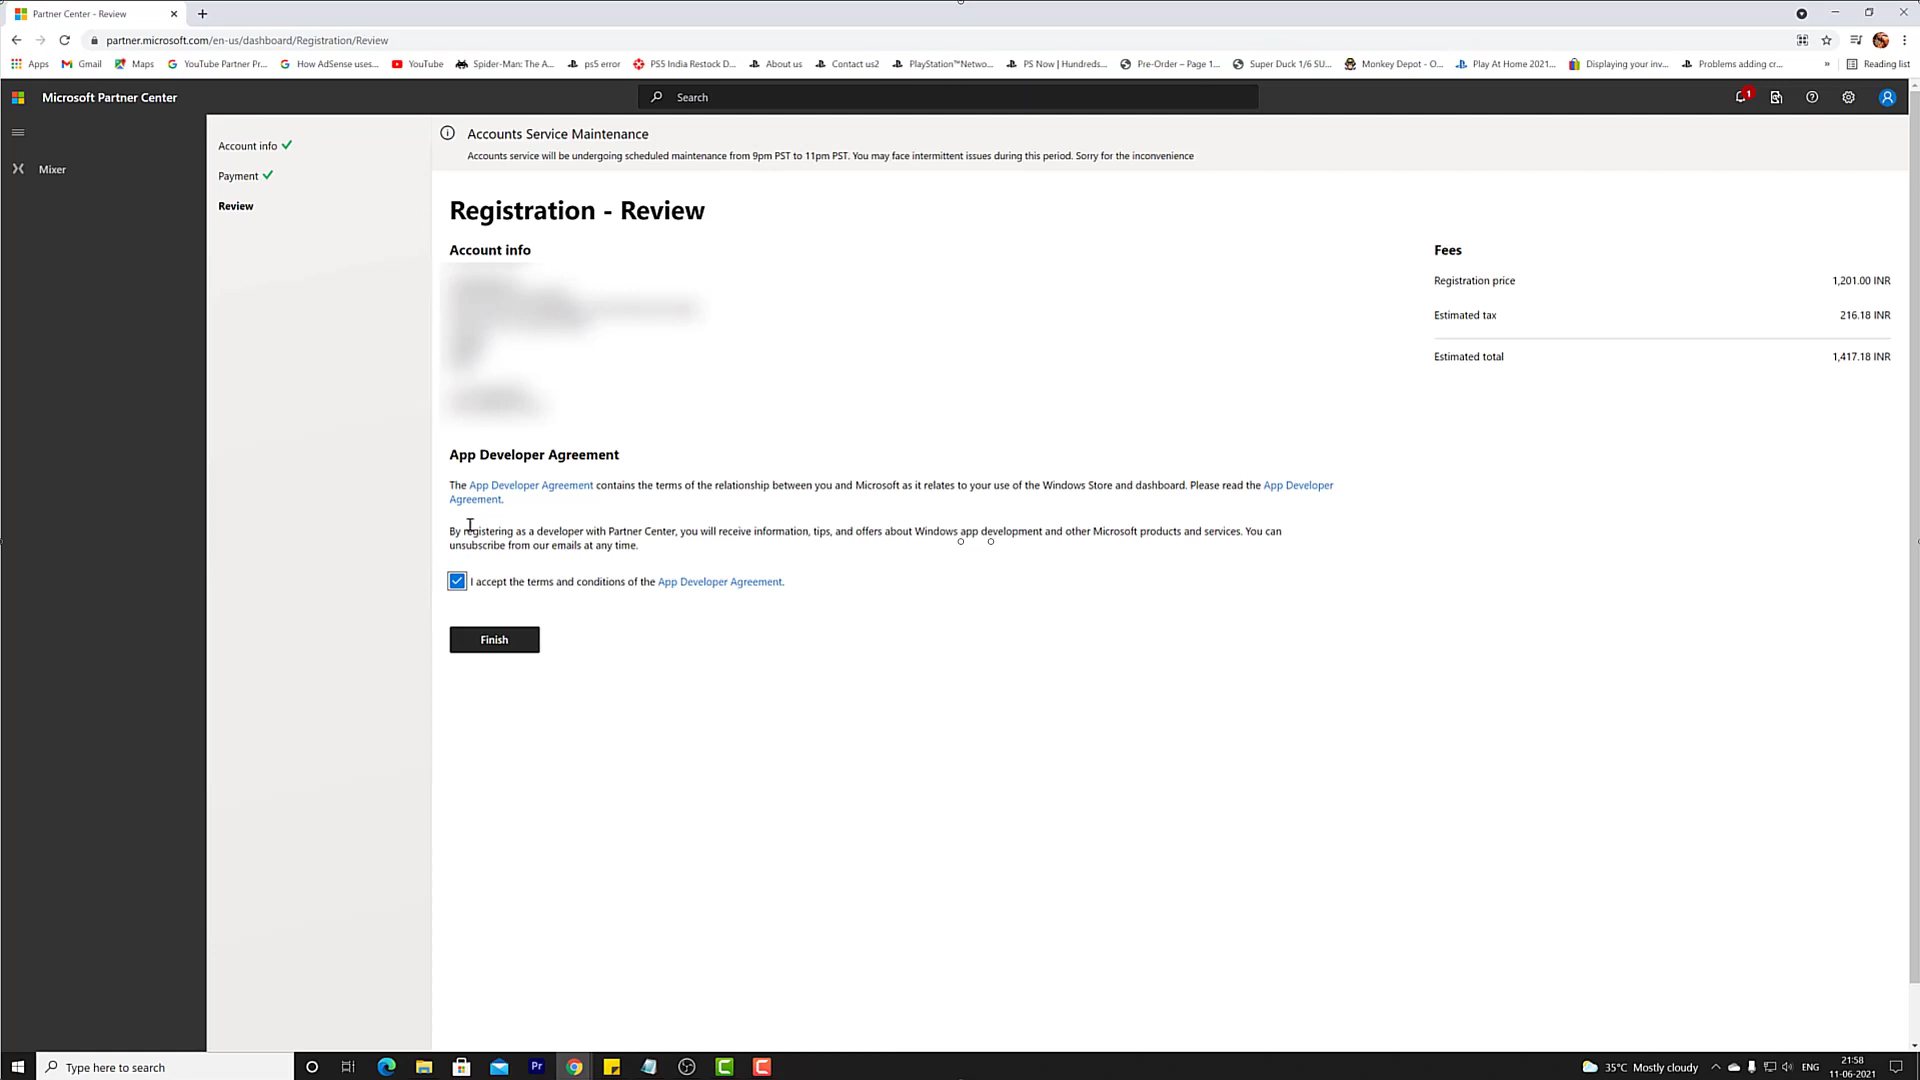 Partner Center - Review
partner.microsoft.com/en-us/dashboard/Registration/Review
Apps Gmail Maps YouTube Partner Pr... How AdSense uses... YouTube Spider-Man: The A... ps5 error PS5 India Restock D... About us Contact us2 PlayStation™Netwo... PS Now | Hundreds... Pre-Order – Page 1... Super Duck 1/6 SU... Monkey Depot - O... Play At Home 2021... Displaying your inv... Problems adding cr... » Reading list
Microsoft Partner Center
Search
1
Mixer
Account info
Payment
Review
Accounts Service Maintenance
Accounts service will be undergoing scheduled maintenance from 9pm PST to 11pm PST. You may face intermittent issues during this period. Sorry for the inconvenience
Registration - Review
Account info
Fees
Registration price 1,201.00 INR
Estimated tax 216.18 INR
Estimated total 1,417.18 INR
App Developer Agreement
The App Developer Agreement contains the terms of the relationship between you and Microsoft as it relates to your use of the Windows Store and dashboard. Please read the App Developer
Agreement.
By registering as a developer with Partner Center, you will receive information, tips, and offers about Windows app development and other Microsoft products and services. You can
unsubscribe from our emails at any time.
I accept the terms and conditions of the App Developer Agreement.
Finish
Type here to search
Pr
35°C Mostly cloudy
ENG
21:58
11-06-2021